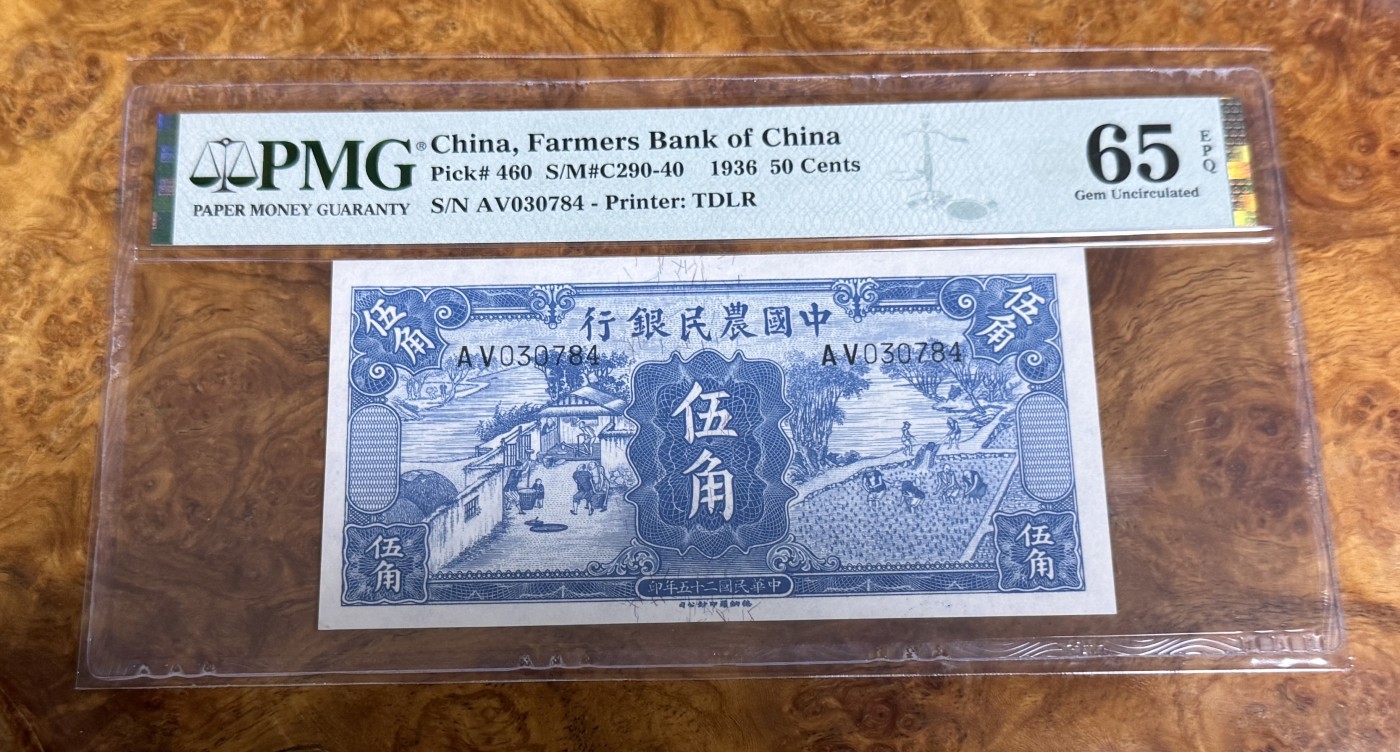 PMG®
PAPER MONEY GUARANTY
China, Farmers Bank of China
Pick# 460 S/M#C290-40 1936 50 Cents
S/N AV030784 - Printer: TDLR
65
EPQ
Gem Uncirculated
伍角
行銀民農國中
伍角
AV030784
AV030784
伍角
伍角
伍角
印年五十二國民華中